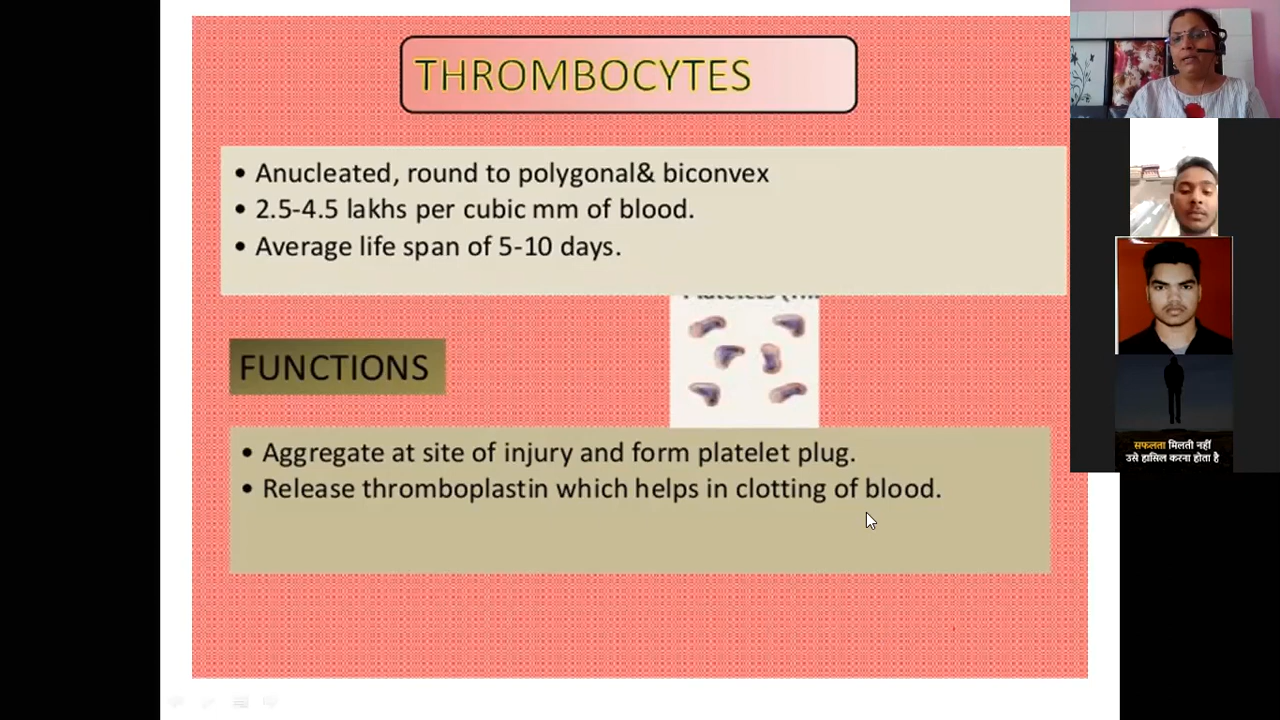 THROMBOCYTES
• Anucleated, round to polygonal& biconvex
• 2.5-4.5 lakhs per cubic mm of blood.
• Average life span of 5-10 days.
FUNCTIONS
• Aggregate at site of injury and form platelet plug.
• Release thromboplastin which helps in clotting of blood.
सफलता मिलती नहीं
उसे हासिल करना होता है